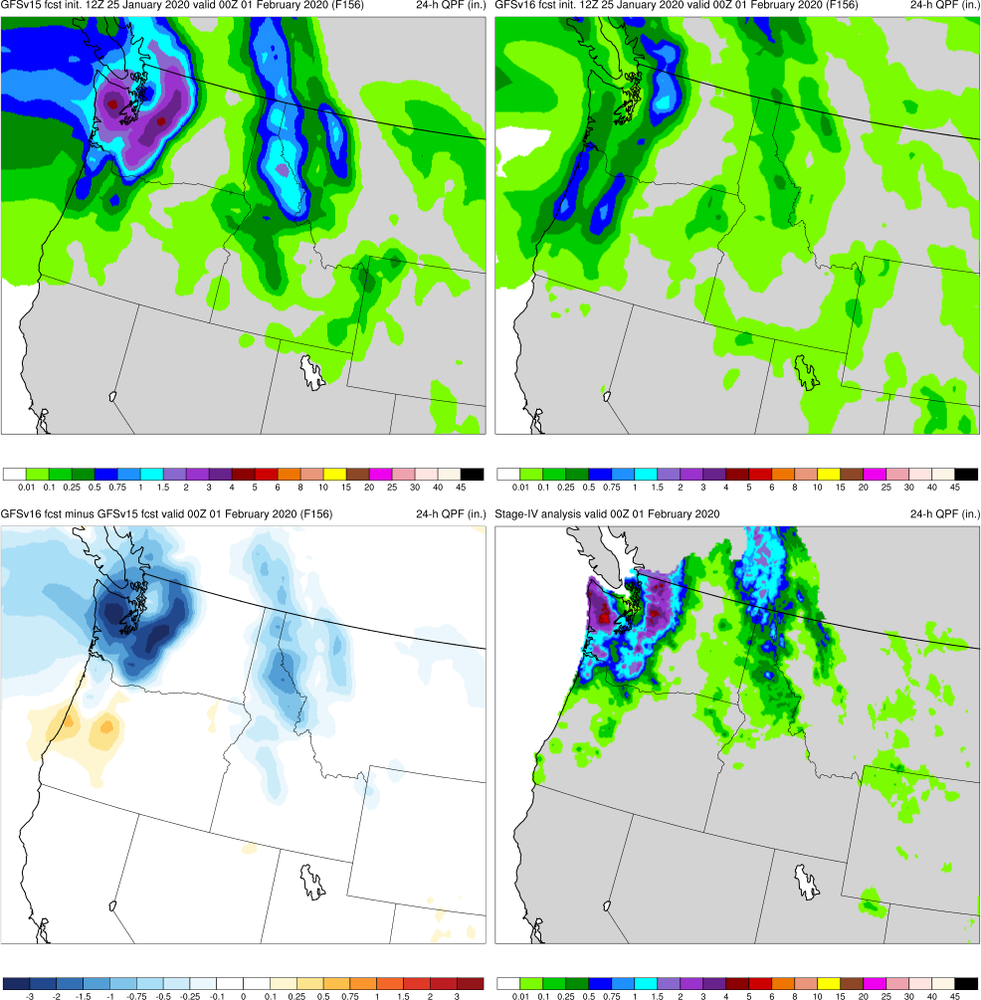 GFSv15 fcst init. 12Z 25 January 2020 valid 00Z 01 February 2020 (F156) 24-h QPF (in.)
GFSv16 fcst init. 12Z 25 January 2020 valid 00Z 01 February 2020 (F156) 24-h QPF (in.)
0.01 0.1 0.25 0.5 0.75 1 1.5 2 3 4 5 6 8 10 15 20 25 30 40 45
0.01 0.1 0.25 0.5 0.75 1 1.5 2 3 4 5 6 8 10 15 20 25 30 40 45
GFSv16 fcst minus GFSv15 fcst valid 00Z 01 February 2020 (F156) 24-h QPF (in.)
Stage-IV analysis valid 00Z 01 February 2020 24-h QPF (in.)
-3 -2 -1.5 -1 -0.75 -0.5 -0.25 -0.1 0 0.1 0.25 0.5 0.75 1 1.5 2 3
0.01 0.1 0.25 0.5 0.75 1 1.5 2 3 4 5 6 8 10 15 20 25 30 40 45